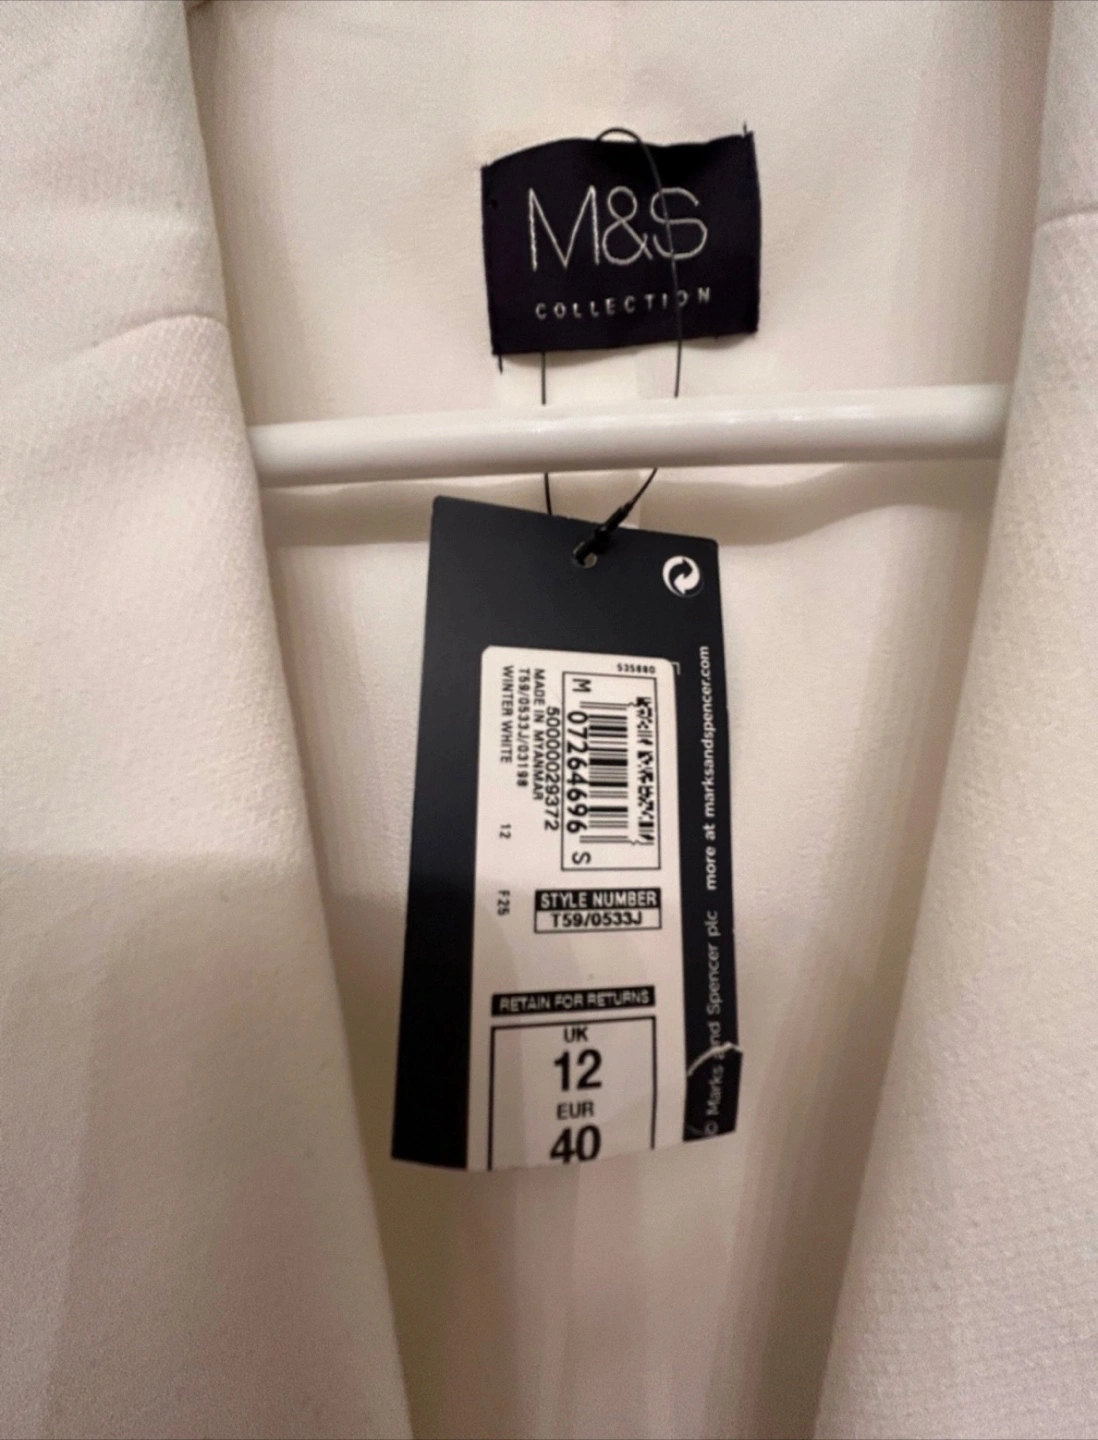 M&S
COLLECTION
535880
M 07264696 S
50000029372
MADE IN MYANMAR
T59/0533J/03198
WINTER WHITE 12 F25
STYLE NUMBER
T59/0533J
RETAIN FOR RETURNS
UK
12
EUR
40
© Marks and Spencer plc more at marksandspencer.com